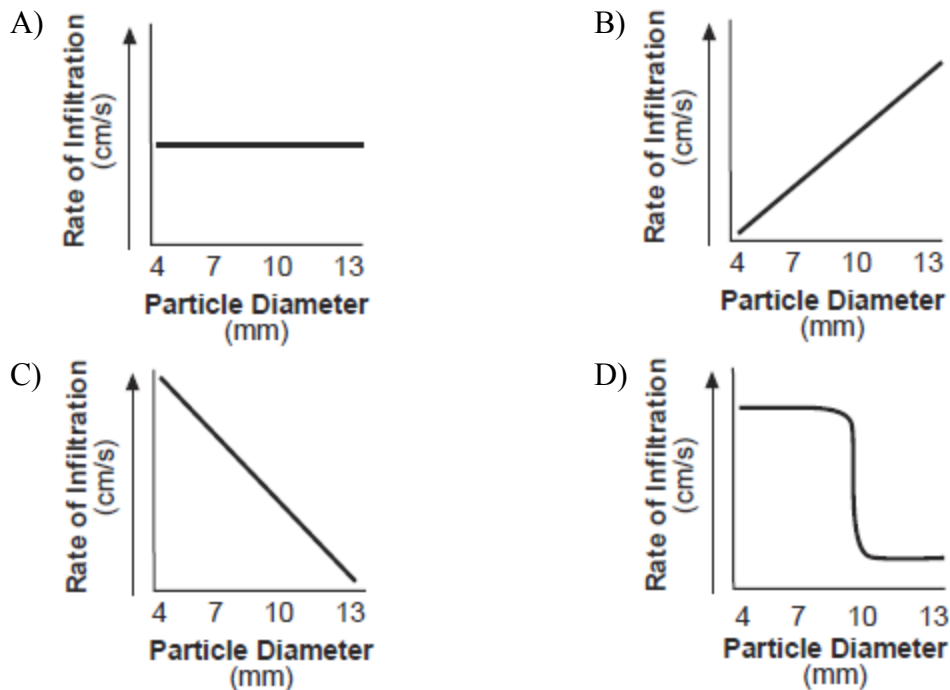 A)
Rate of Infiltration
(cm/s)
4 7 10 13
Particle Diameter
(mm)
B)
Rate of Infiltration
(cm/s)
4 7 10 13
Particle Diameter
(mm)
C)
Rate of Infiltration
(cm/s)
4 7 10 13
Particle Diameter
(mm)
D)
Rate of Infiltration
(cm/s)
4 7 10 13
Particle Diameter
(mm)